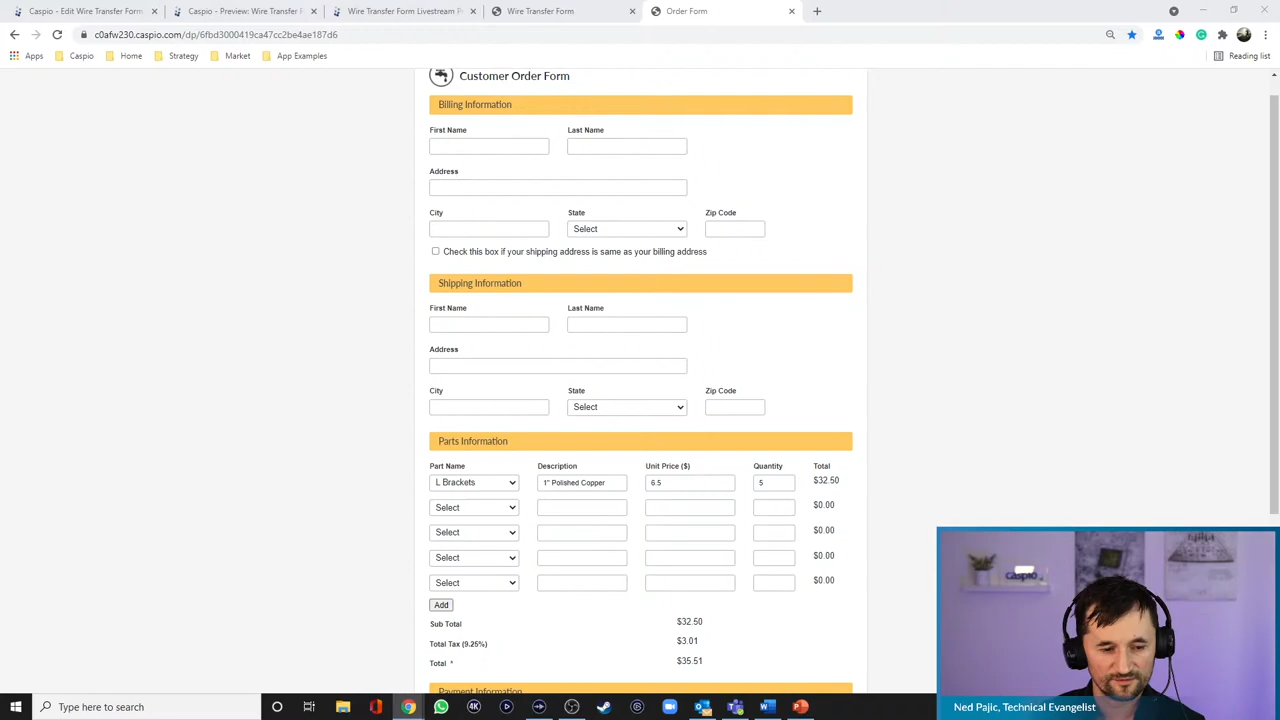 Caspio - Edit Wire Transfer Form
Caspio - Preview: Wire Transfer F
Wire Transfer Form Livestream P
Wire Transfer Form
Order Form
c0afw230.caspio.com/dp/6fbd3000419ca47cc2be4ae187d6
Apps
Caspio
Home
Strategy
Market
App Examples
Reading list
Customer Order Form
Billing Information
First Name
Last Name
Address
City
State
Zip Code
Select
Check this box if your shipping address is same as your billing address
Shipping Information
First Name
Last Name
Address
City
State
Zip Code
Select
Parts Information
Part Name
Description
Unit Price ($)
Quantity
Total
L Brackets
1" Polished Copper
6.5
5
$32.50
Select
$0.00
Select
$0.00
Select
$0.00
Select
$0.00
Add
Sub Total
$32.50
Total Tax (9.25%)
$3.01
Total *
$35.51
Payment Information
Caspio
Ned Pajic, Technical Evangelist
Type here to search
4K